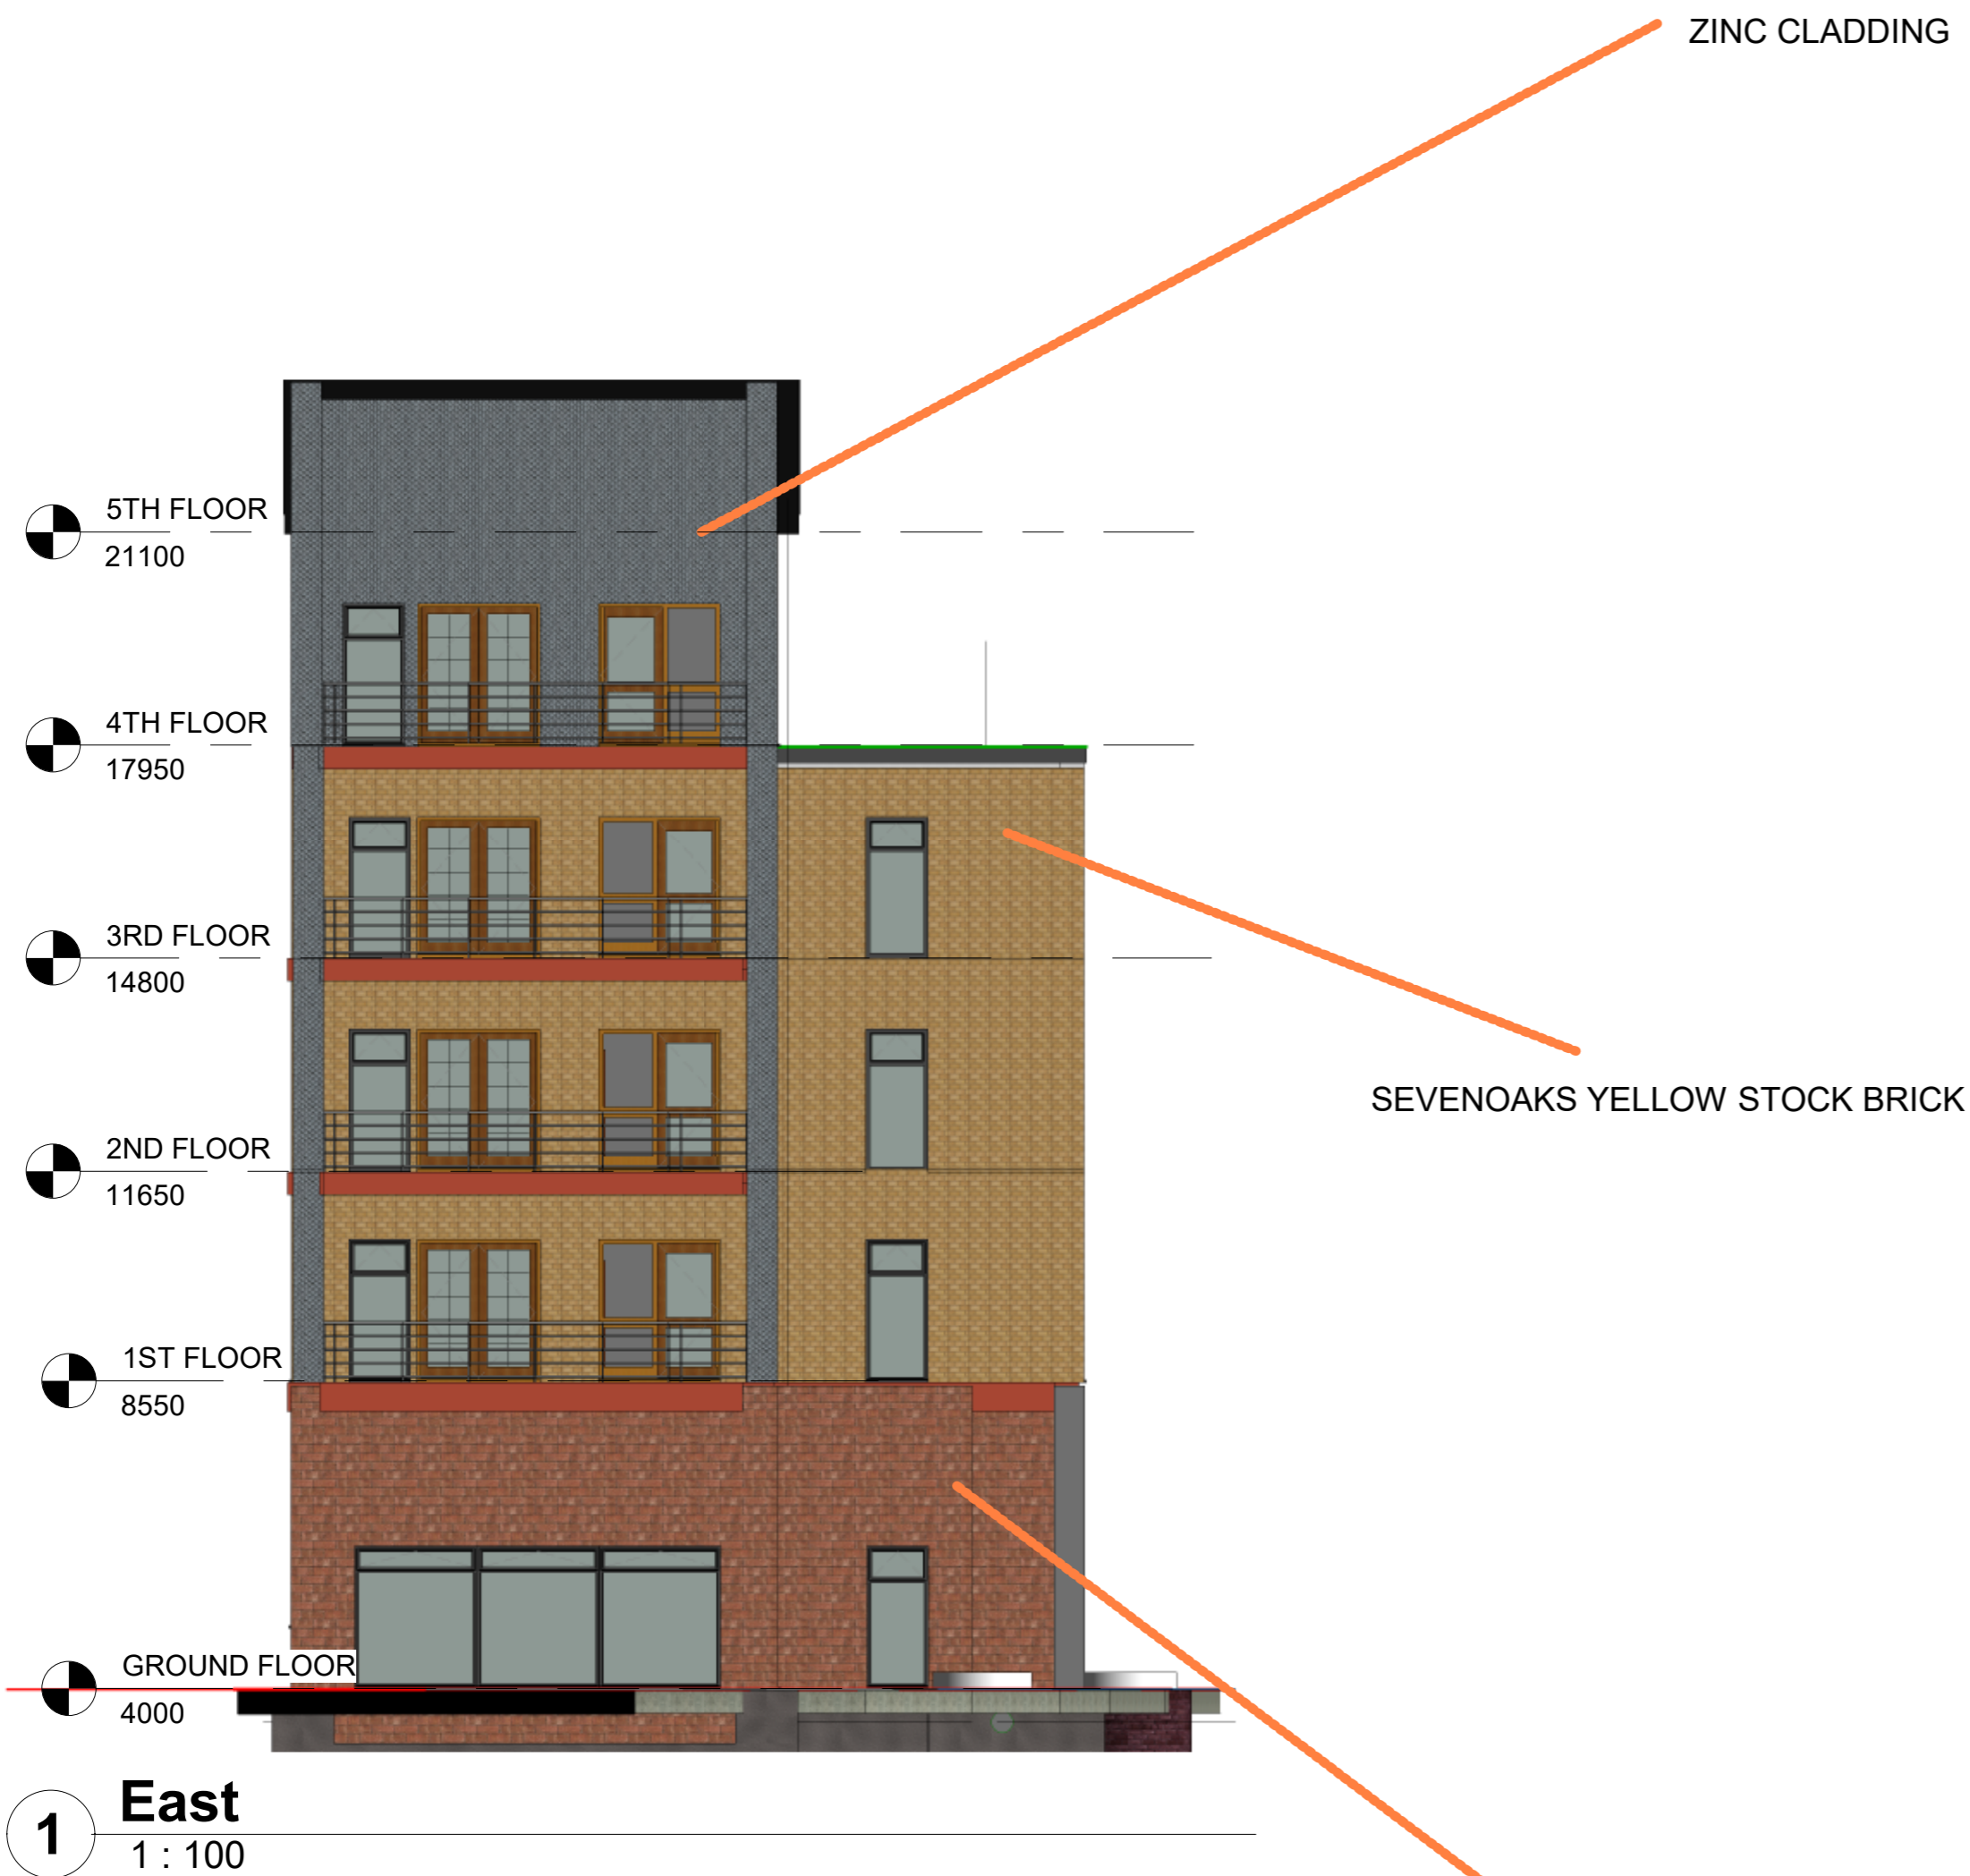 ZINC CLADDING
5TH FLOOR
21100
4TH FLOOR
17950
3RD FLOOR
14800
SEVENOAKS YELLOW STOCK BRICK
2ND FLOOR
11650
1ST FLOOR
8550
GROUND FLOOR
4000
1
East
1 : 100